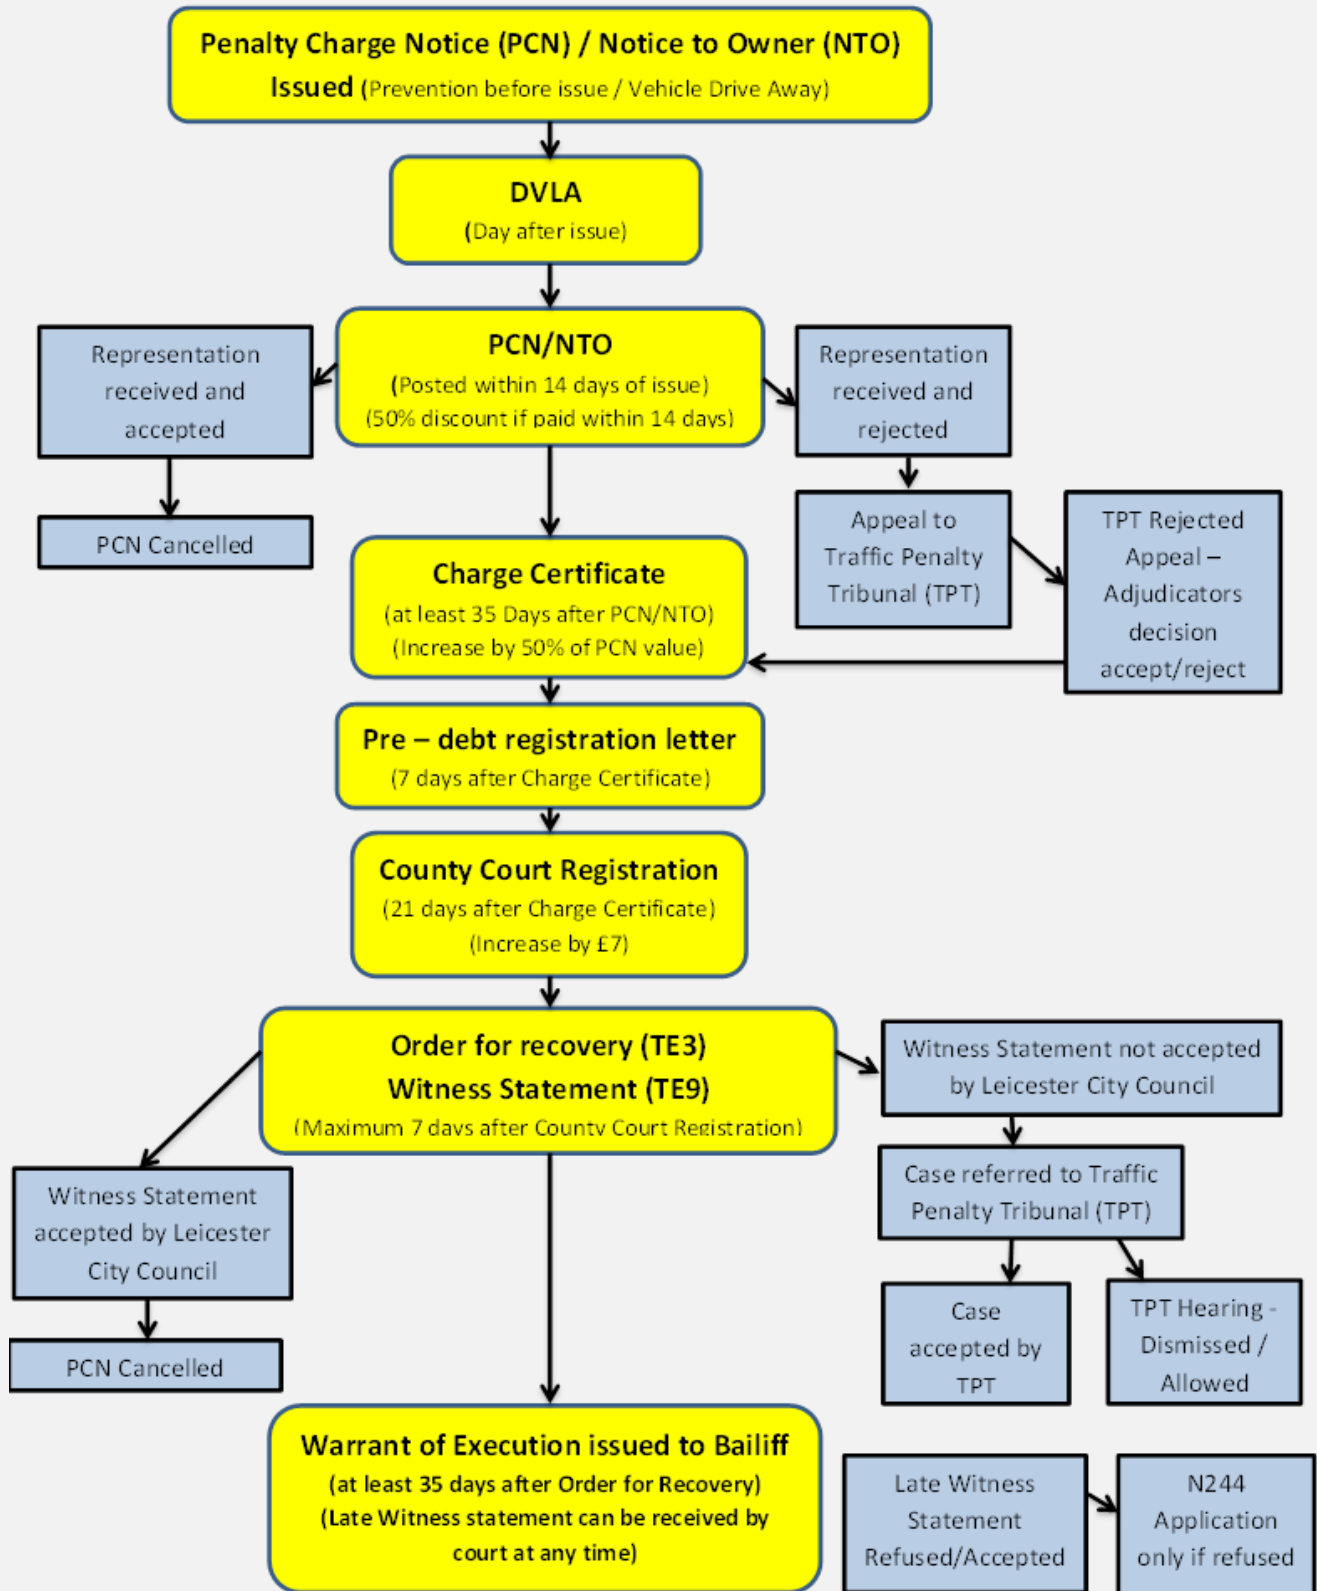 Penalty Charge Notice (PCN) / Notice to Owner (NTO)
Issued (Prevention before issue / Vehicle Drive Away)
DVLA
(Day after issue)
PCN/NTO
(Posted within 14 days of issue)
(50% discount if paid within 14 days)
Representation
received and
accepted
PCN Cancelled
Representation
received and
rejected
Appeal to
Traffic Penalty
Tribunal (TPT)
TPT Rejected
Appeal –
Adjudicators
decision
accept/reject
Charge Certificate
(at least 35 Days after PCN/NTO)
(Increase by 50% of PCN value)
Pre – debt registration letter
(7 days after Charge Certificate)
County Court Registration
(21 days after Charge Certificate)
(Increase by £7)
Order for recovery (TE3)
Witness Statement (TE9)
(Maximum 7 days after County Court Registration)
Witness Statement
accepted by Leicester
City Council
PCN Cancelled
Witness Statement not accepted
by Leicester City Council
Case referred to Traffic
Penalty Tribunal (TPT)
Case
accepted by
TPT
TPT Hearing -
Dismissed /
Allowed
Warrant of Execution issued to Bailiff
(at least 35 days after Order for Recovery)
(Late Witness statement can be received by
court at any time)
Late Witness
Statement
Refused/Accepted
N244
Application
only if refused